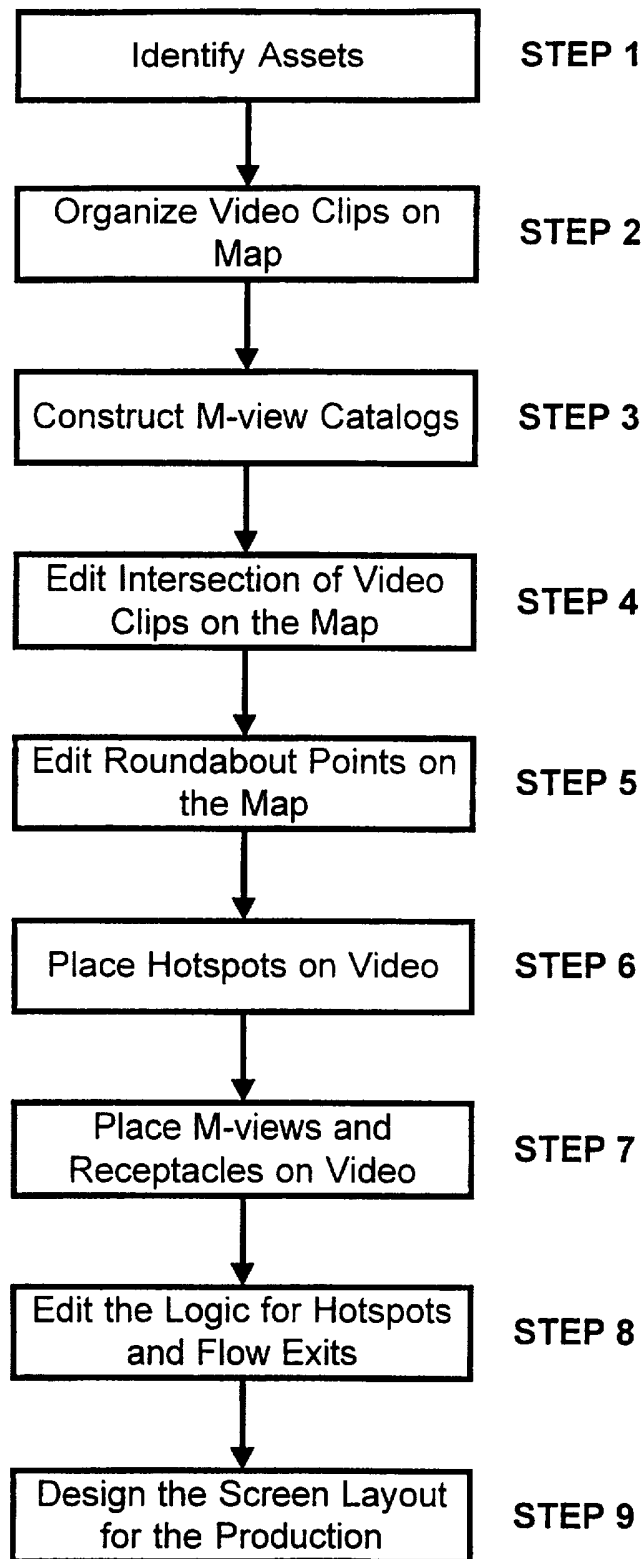 Identify Assets
STEP 1
Organize Video Clips on
Map
STEP 2
Construct M-view Catalogs
STEP 3
Edit Intersection of Video
Clips on the Map
STEP 4
Edit Roundabout Points on
the Map
STEP 5
Place Hotspots on Video
STEP 6
Place M-views and
Receptacles on Video
STEP 7
Edit the Logic for Hotspots
and Flow Exits
STEP 8
Design the Screen Layout
for the Production
STEP 9